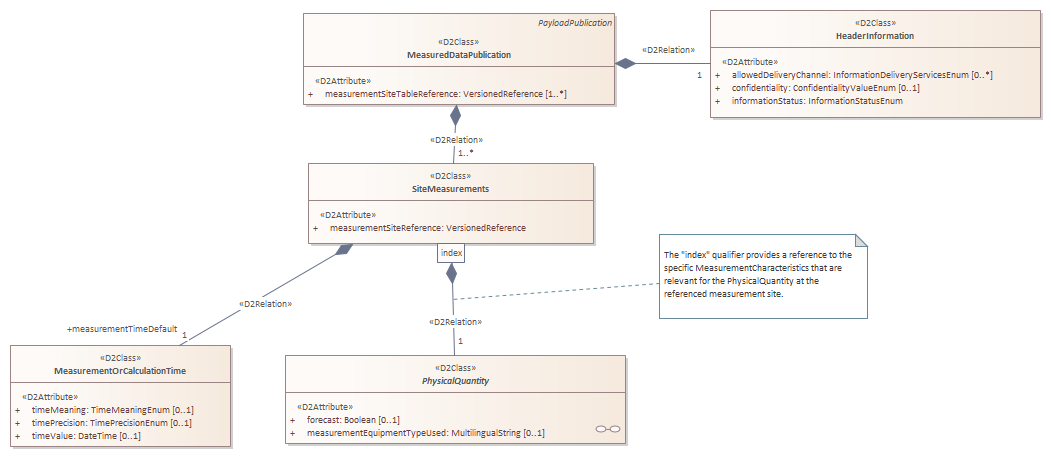 PayloadPublication
«D2Class»
MeasuredDataPublication
«D2Attribute»
+ measurementSiteTableReference: VersionedReference [1..*]
«D2Relation»
1
«D2Class»
HeaderInformation
«D2Attribute»
+ allowedDeliveryChannel: InformationDeliveryServicesEnum [0..*]
+ confidentiality: ConfidentialityValueEnum [0..1]
+ informationStatus: InformationStatusEnum
«D2Relation»
1..*
«D2Class»
SiteMeasurements
«D2Attribute»
+ measurementSiteReference: VersionedReference
index
The "index" qualifier provides a reference to the
specific MeasurementCharacteristics that are
relevant for the PhysicalQuantity at the
referenced measurement site.
«D2Relation»
+measurementTimeDefault
1
«D2Relation»
1
«D2Class»
MeasurementOrCalculationTime
«D2Attribute»
+ timeMeaning: TimeMeaningEnum [0..1]
+ timePrecision: TimePrecisionEnum [0..1]
+ timeValue: DateTime [0..1]
«D2Class»
PhysicalQuantity
«D2Attribute»
+ forecast: Boolean [0..1]
+ measurementEquipmentTypeUsed: MultilingualString [0..1]